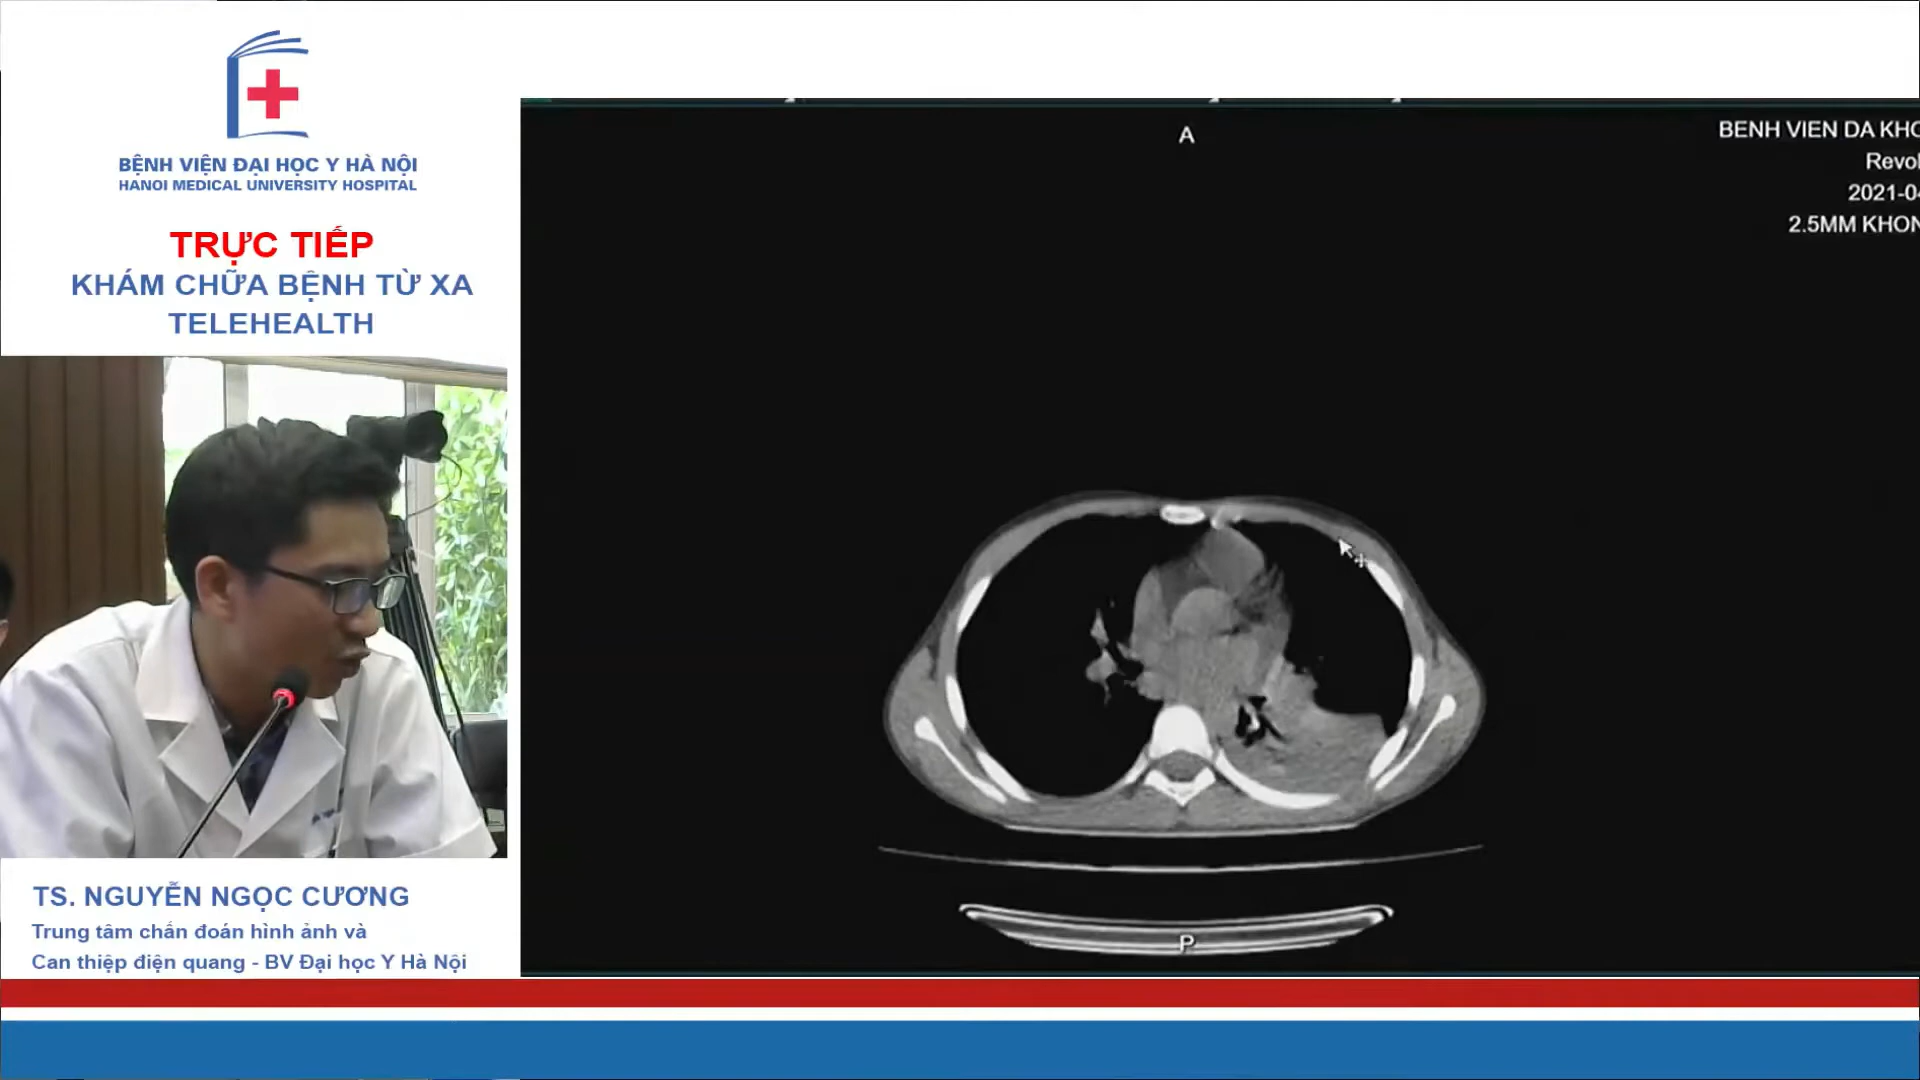 BỆNH VIỆN ĐẠI HỌC Y HÀ NỘI
HANOI MEDICAL UNIVERSITY HOSPITAL
TRỰC TIẾP
KHÁM CHỮA BỆNH TỪ XA
TELEHEALTH
TS. NGUYỄN NGỌC CƯƠNG
Trung tâm chẩn đoán hình ảnh và
Can thiệp điện quang - BV Đại học Y Hà Nội
A
BENH VIEN DA KHO
Revol
2021-04
2.5MM KHON
P